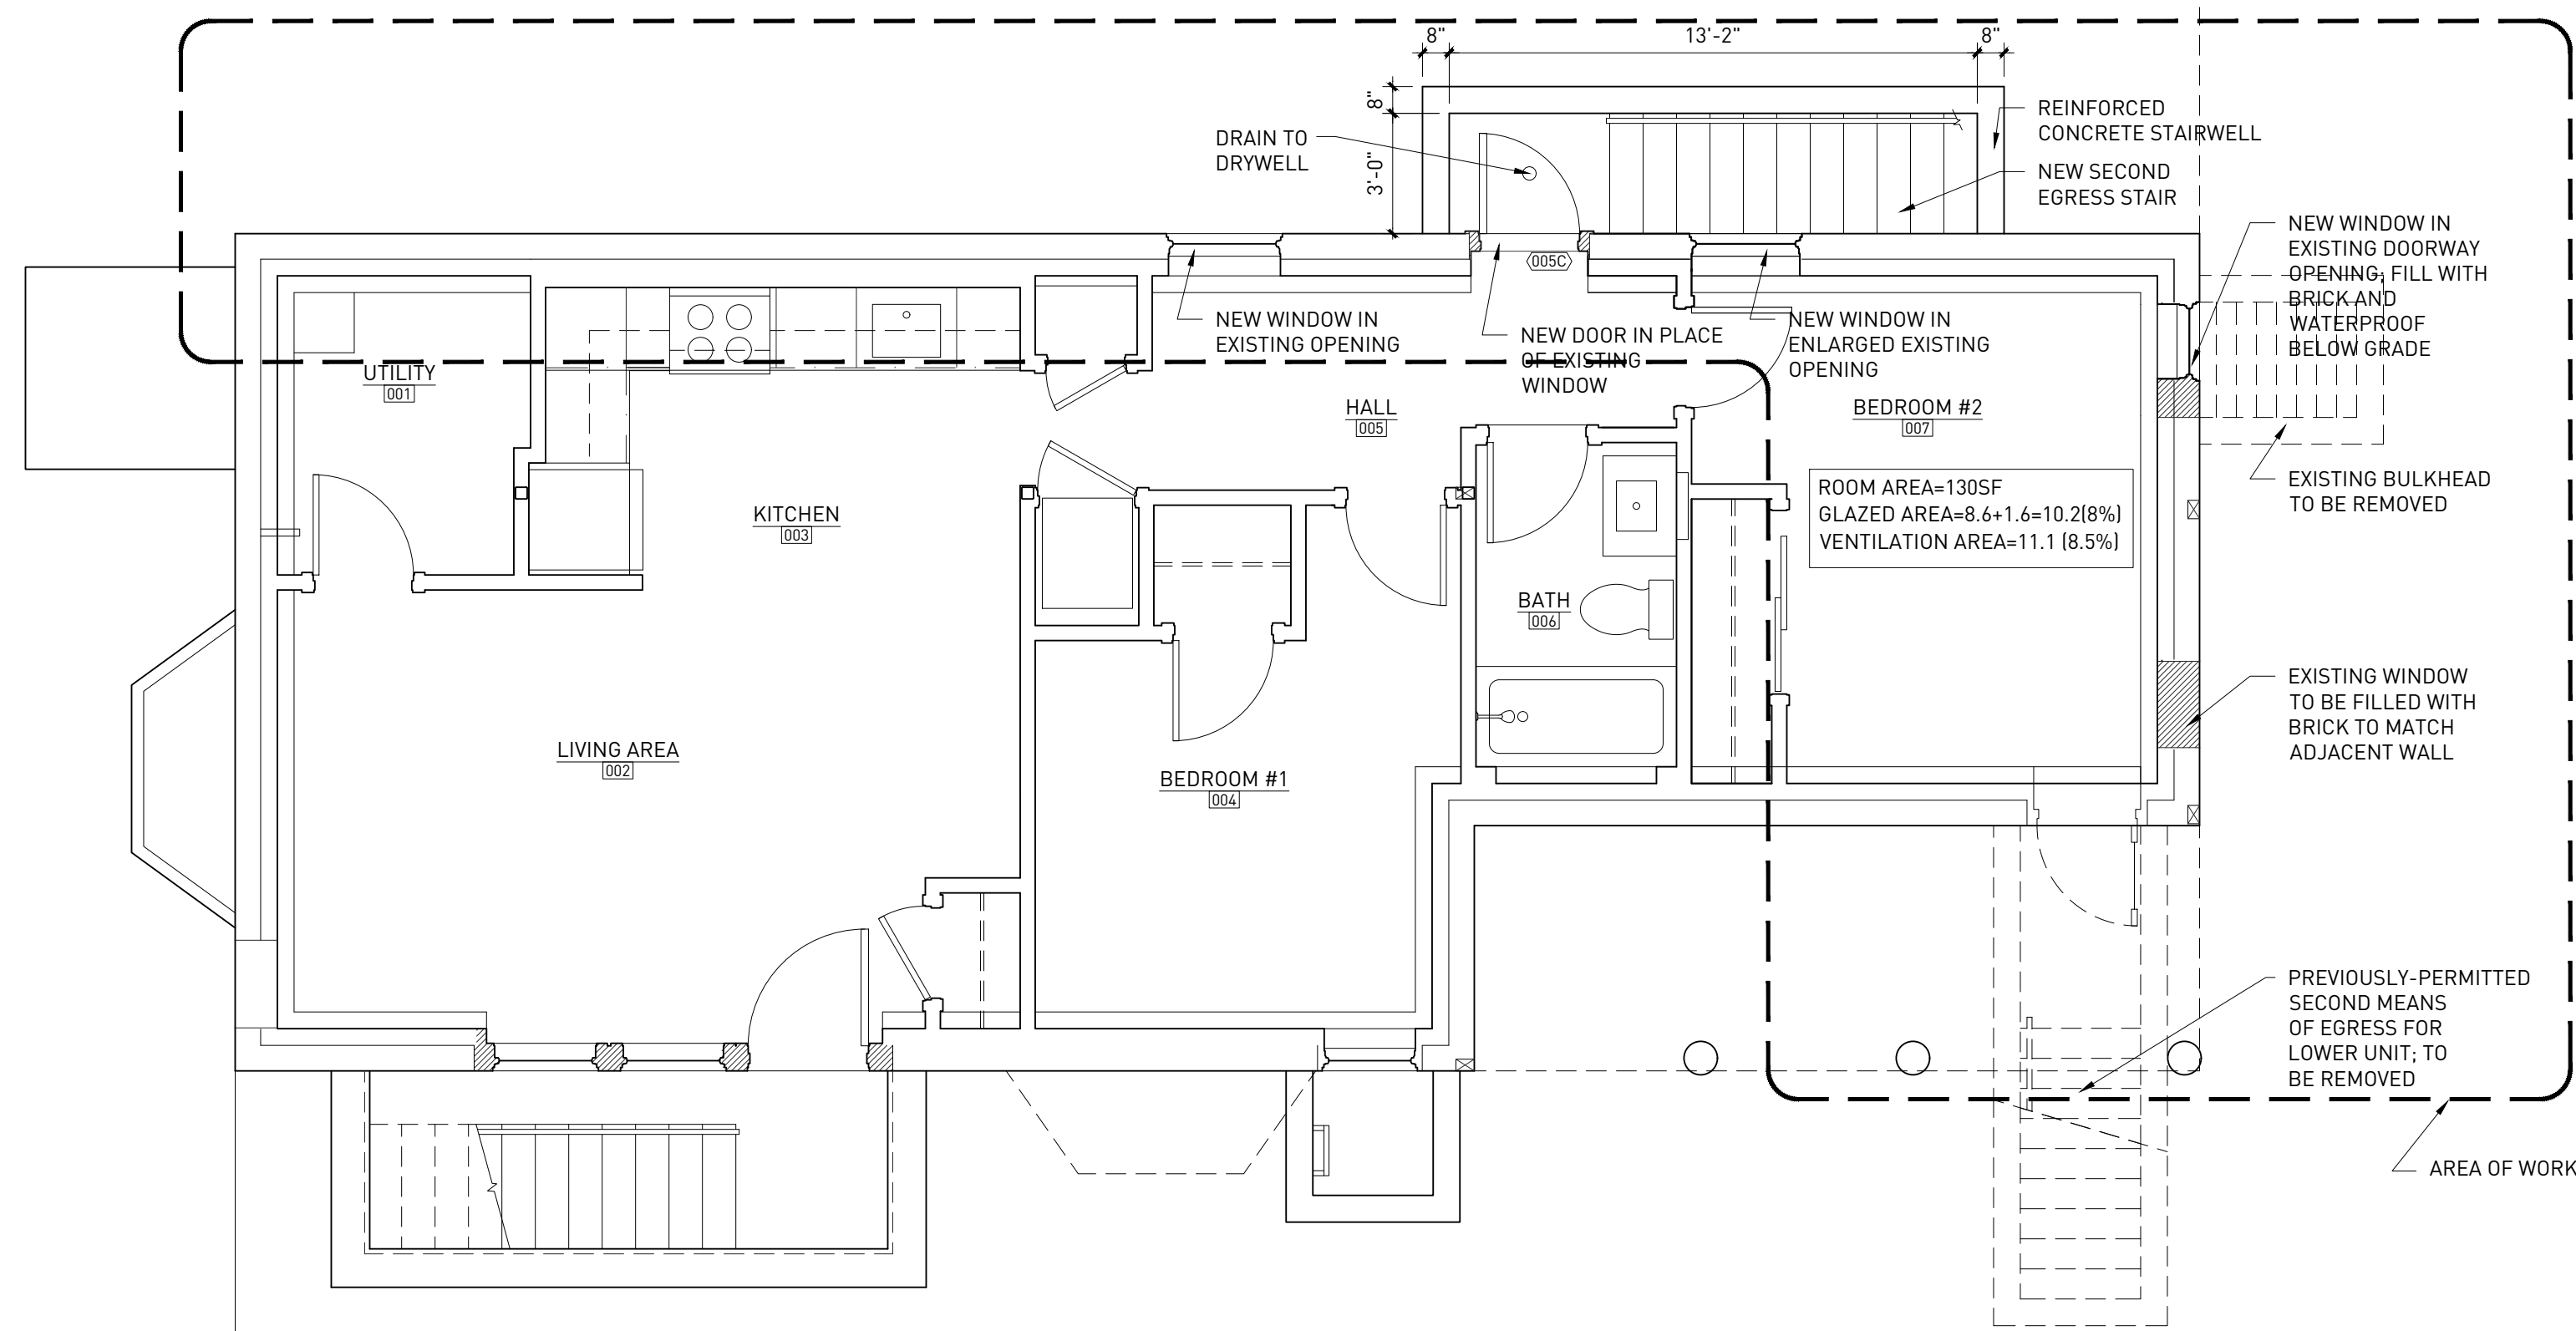 8"
13'-2"
8"
8"
3'-0"
DRAIN TO
DRYWELL
REINFORCED
CONCRETE STAIRWELL
NEW SECOND
EGRESS STAIR
NEW WINDOW IN
EXISTING DOORWAY
OPENING; FILL WITH
BRICK AND
WATERPROOF
BELOW GRADE
005C
NEW WINDOW IN
EXISTING OPENING
NEW DOOR IN PLACE
OF EXISTING
WINDOW
NEW WINDOW IN
ENLARGED EXISTING
OPENING
UTILITY
001
HALL
005
BEDROOM #2
007
ROOM AREA=130SF
GLAZED AREA=8.6+1.6=10.2(8%)
VENTILATION AREA=11.1 (8.5%)
EXISTING BULKHEAD
TO BE REMOVED
KITCHEN
003
BATH
006
EXISTING WINDOW
TO BE FILLED WITH
BRICK TO MATCH
ADJACENT WALL
LIVING AREA
002
BEDROOM #1
004
PREVIOUSLY-PERMITTED
SECOND MEANS
OF EGRESS FOR
LOWER UNIT; TO
BE REMOVED
AREA OF WORK